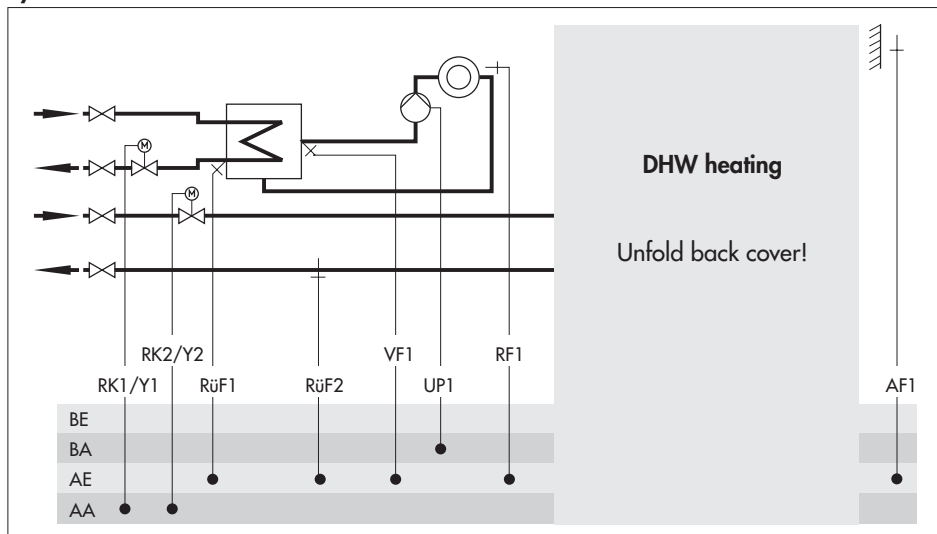 M
M
DHW heating
Unfold back cover!
RK2/Y2 VF1 RF1
RK1/Y1 RüF1 RüF2 UP1 AF1
BE
BA
AE
AA